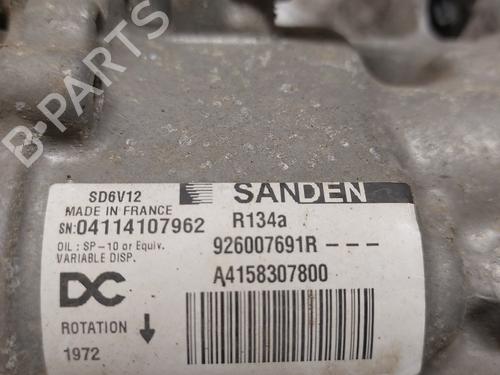 B-PARTS
SD6V12
SANDEN
MADE IN FRANCE
R134a
SN:04114107962
926007691R---
OIL : SP-10 or Equiv.
VARIABLE DISP.
A4158307800
DC
ROTATION ↓
1972